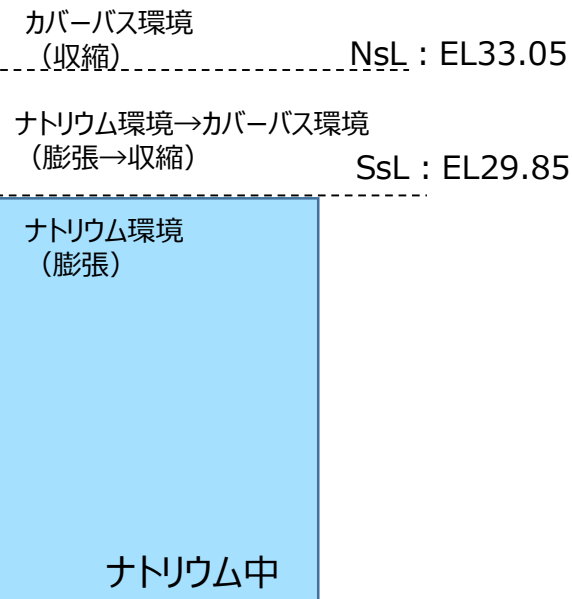 カバーバス環境
（収縮）
NsL：EL33.05
ナトリウム環境→カバーバス環境
（膨張→収縮）
SsL：EL29.85
ナトリウム環境
（膨張）
ナトリウム中